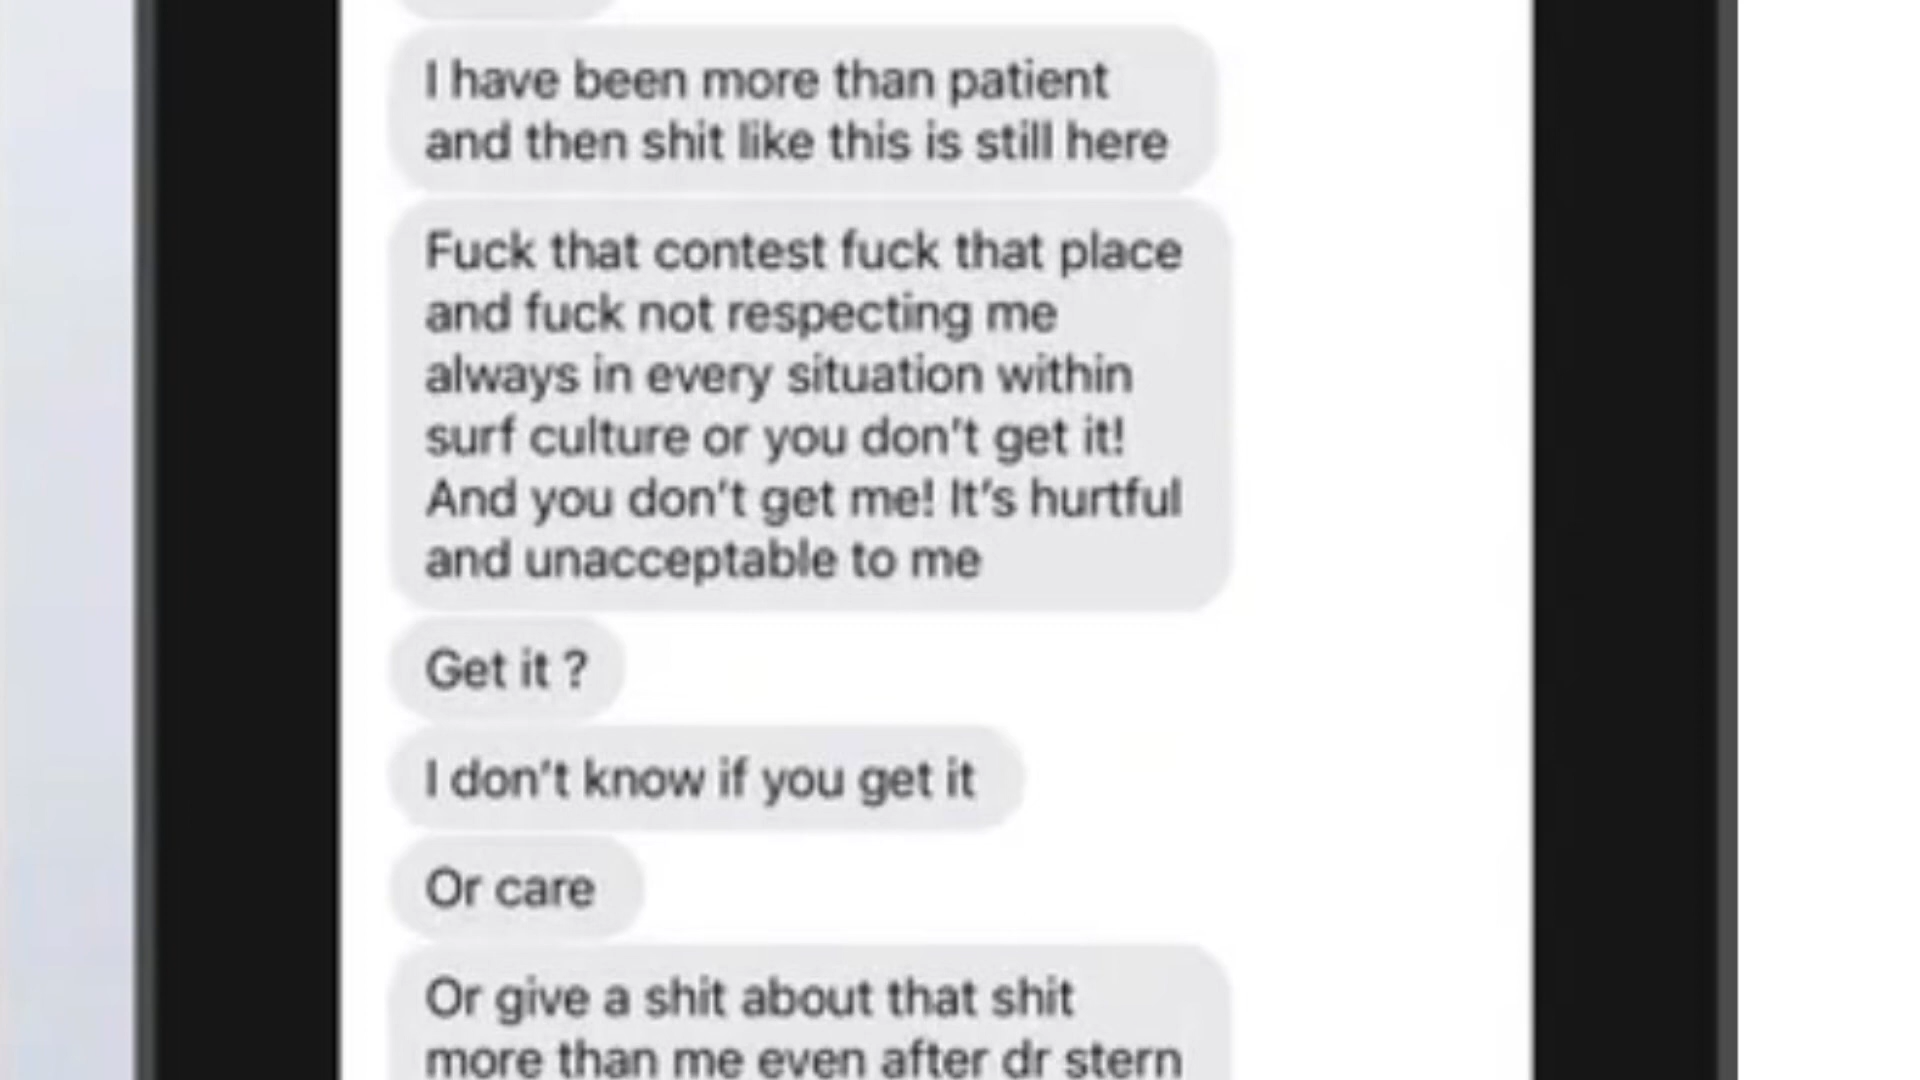 I have been more than patient
and then shit like this is still here
Fuck that contest fuck that place
and fuck not respecting me
always in every situation within
surf culture or you don't get it!
And you don't get me! It's hurtful
and unacceptable to me
Get it ?
I don't know if you get it
Or care
Or give a shit about that shit
more than me even after dr stern